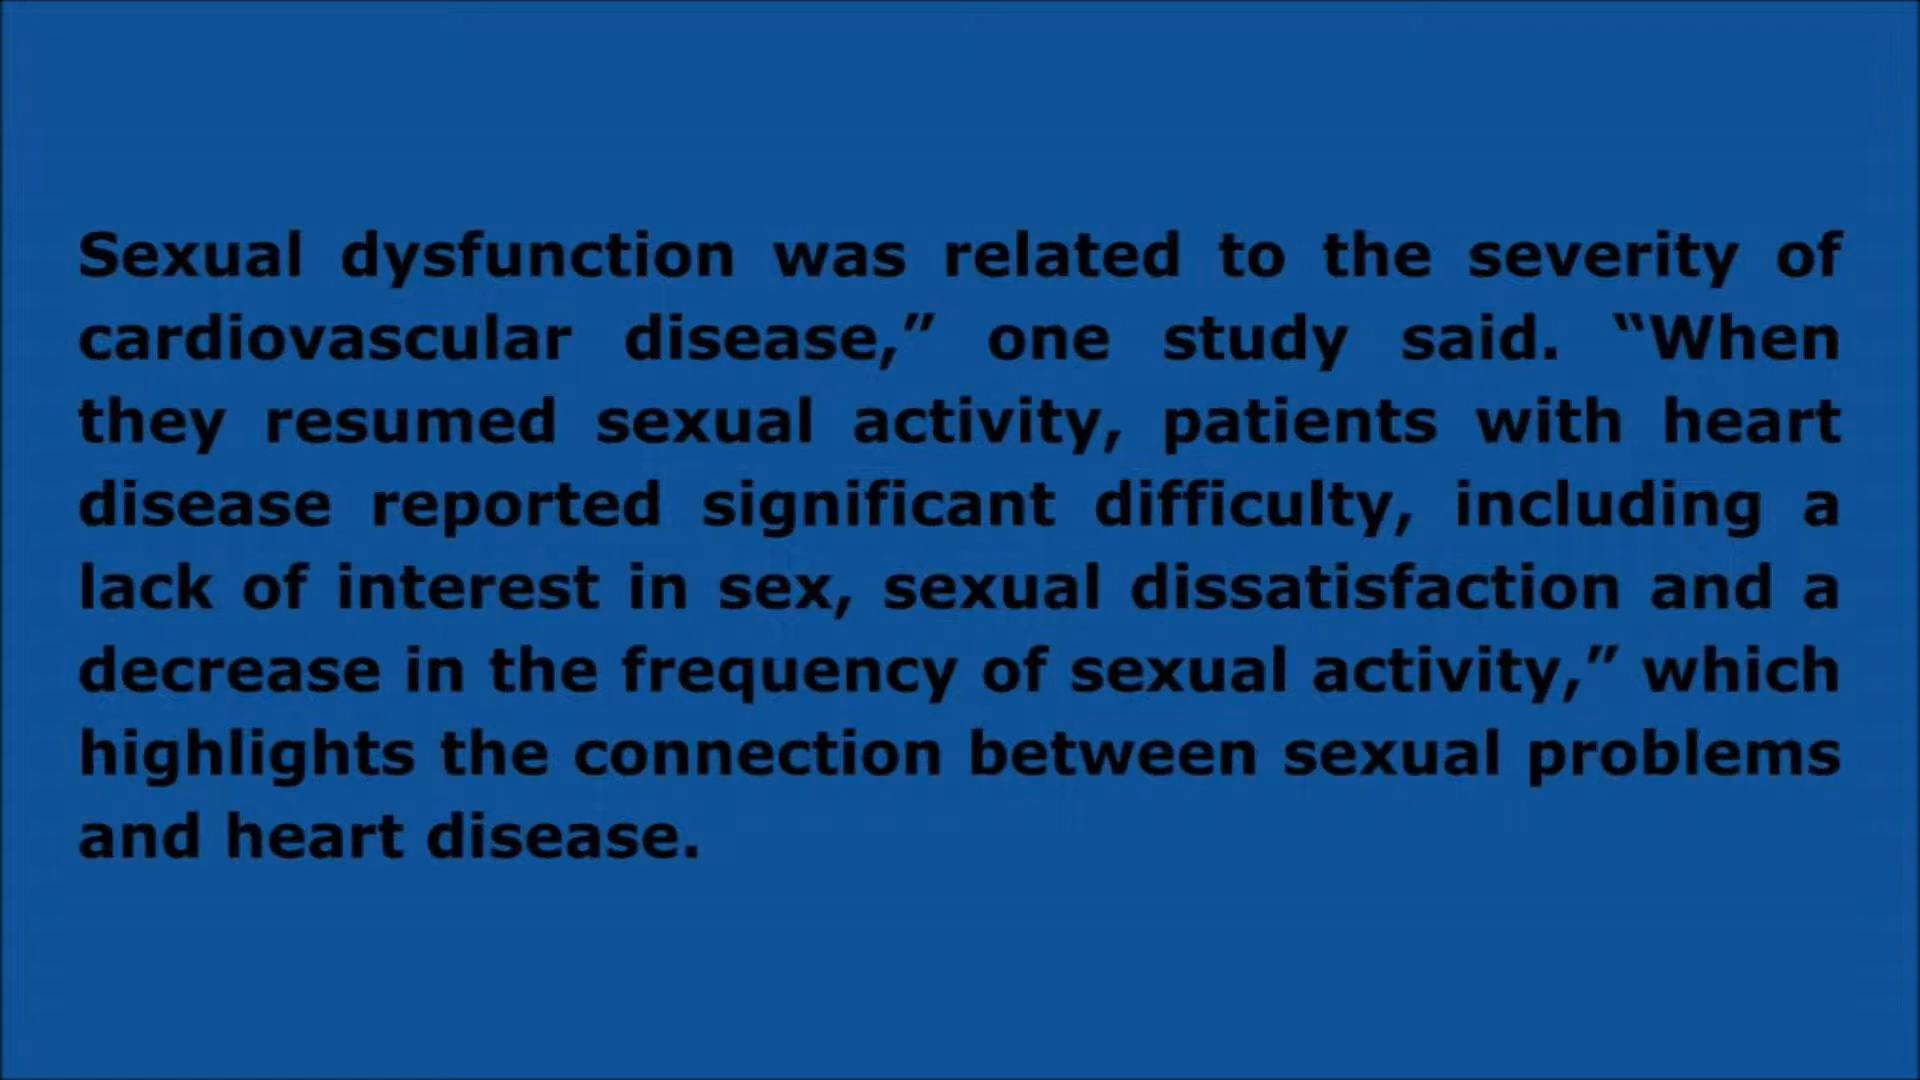 Sexual dysfunction was related to the severity of
cardiovascular disease,” one study said. “When
they resumed sexual activity, patients with heart
disease reported significant difficulty, including a
lack of interest in sex, sexual dissatisfaction and a
decrease in the frequency of sexual activity,” which
highlights the connection between sexual problems
and heart disease.